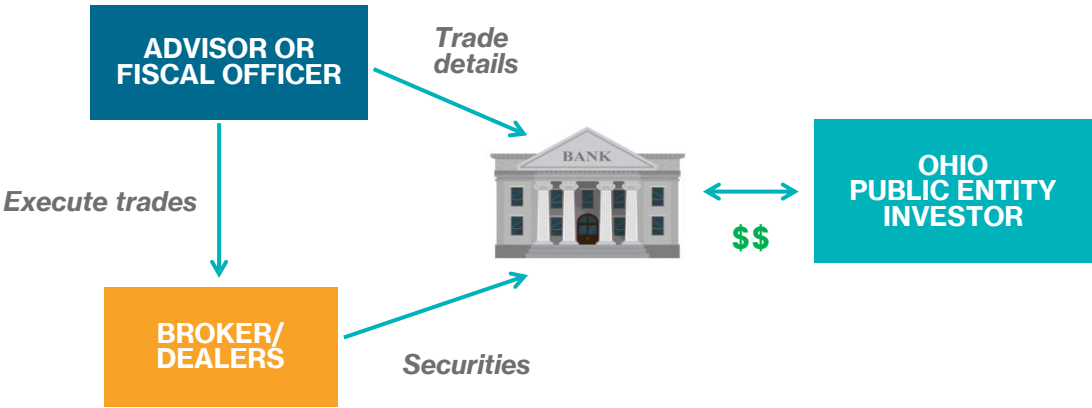 ADVISOR OR
FISCAL OFFICER
Trade
details
BANK
OHIO
PUBLIC ENTITY
INVESTOR
Execute trades
$$
BROKER/
DEALERS
Securities